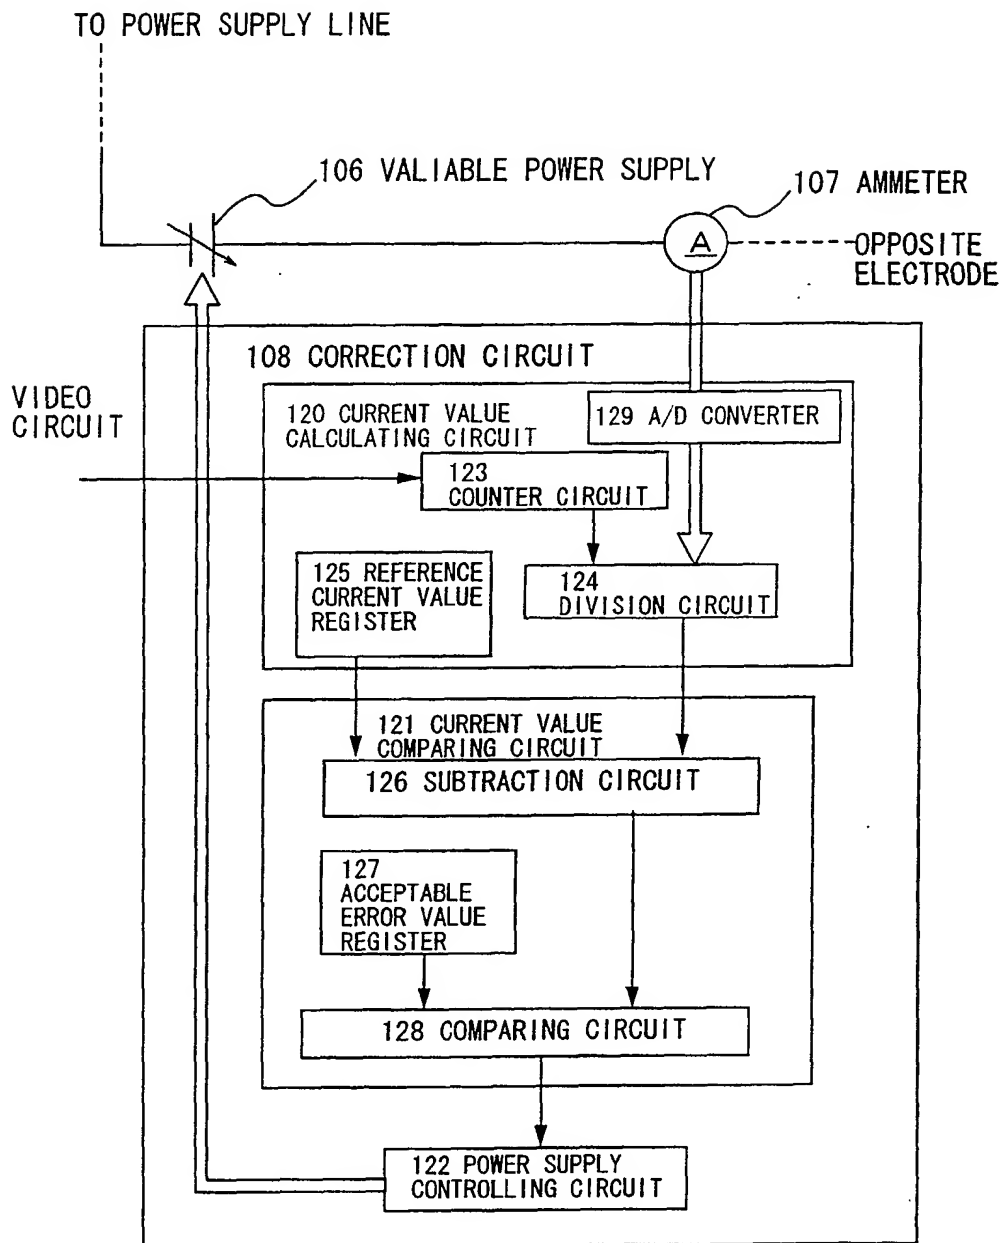 TO POWER SUPPLY LINE
106 VALIABLE POWER SUPPLY
107 AMMETER
A
OPPOSITE
ELECTRODE
108 CORRECTION CIRCUIT
VIDEO
CIRCUIT
120 CURRENT VALUE
CALCULATING CIRCUIT
129 A/D CONVERTER
123
COUNTER CIRCUIT
125 REFERENCE
CURRENT VALUE
REGISTER
124
DIVISION CIRCUIT
121 CURRENT VALUE
COMPARING CIRCUIT
126 SUBTRACTION CIRCUIT
127
ACCEPTABLE
ERROR VALUE
REGISTER
128 COMPARING CIRCUIT
122 POWER SUPPLY
CONTROLLING CIRCUIT